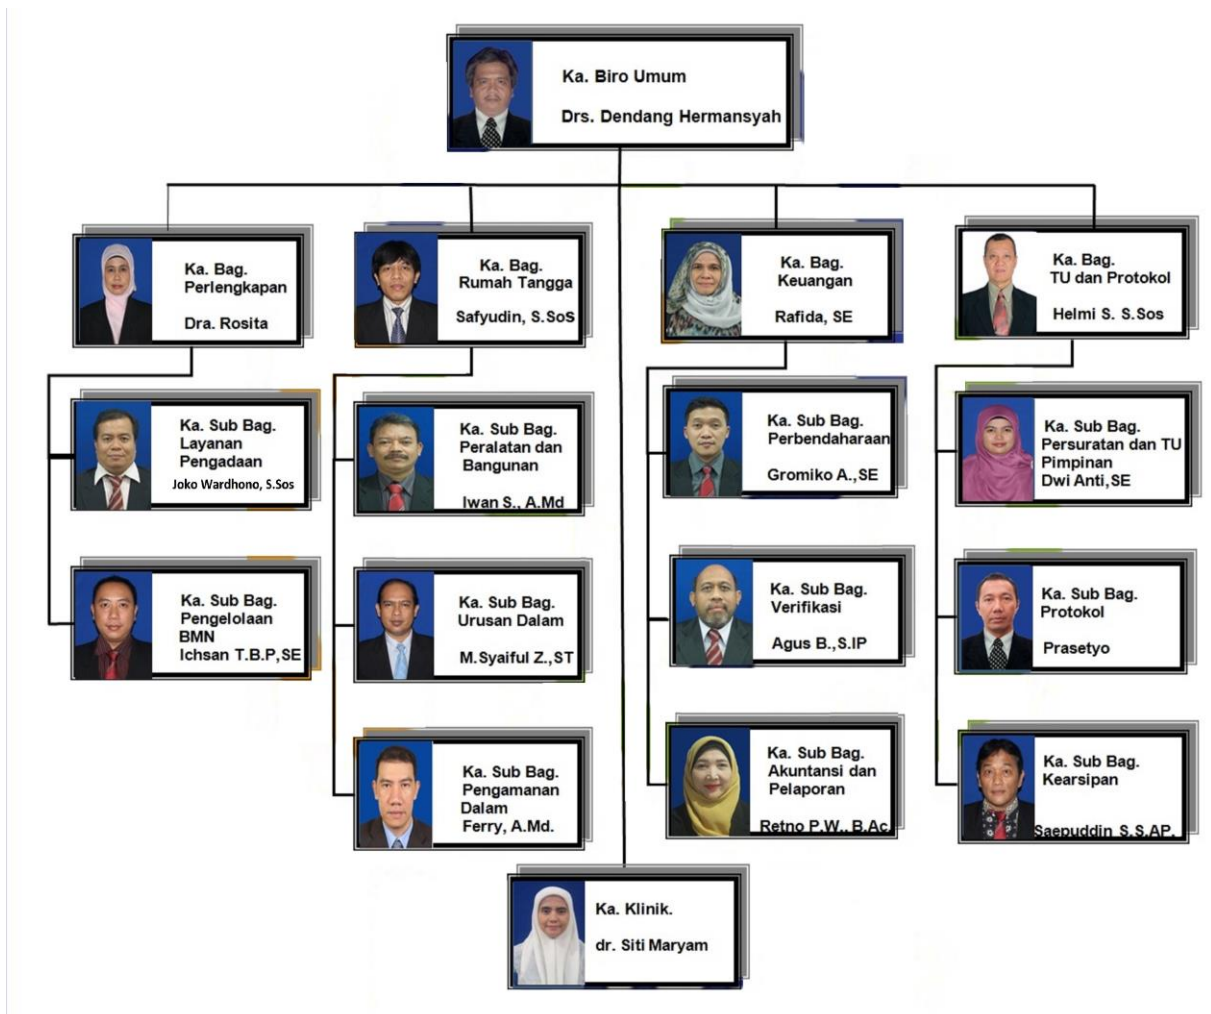 Ka. Biro Umum
Drs. Dendang Hermansyah
Ka. Bag.
Perlengkapan
Dra. Rosita
Ka. Bag.
Rumah Tangga
Safyudin, S.SoS
Ka. Bag.
Keuangan
Rafida, SE
Ka. Bag.
TU dan Protokol
Helmi S. S.Sos
Ka. Sub Bag.
Layanan
Pengadaan
Joko Wardhono, S.Sos
Ka. Sub Bag.
Peralatan dan
Bangunan
Iwan S., A.Md
Ka. Sub Bag.
Perbendaharaan
Gromiko A.,SE
Ka. Sub Bag.
Persuratan dan TU
Pimpinan
Dwi Anti,SE
Ka. Sub Bag.
Pengelolaan
BMN
Ichsan T.B.P,SE
Ka. Sub Bag.
Urusan Dalam
M.Syaiful Z.,ST
Ka. Sub Bag.
Verifikasi
Agus B.,S.IP
Ka. Sub Bag.
Protokol
Prasetyo
Ka. Sub Bag.
Pengamanan
Dalam
Ferry, A.Md.
Ka. Sub Bag.
Akuntansi dan
Pelaporan
Retno P.W., B.Ac.
Ka. Sub Bag.
Kearsipan
Saepuddin S.S.AP.
Ka. Klinik.
dr. Siti Maryam